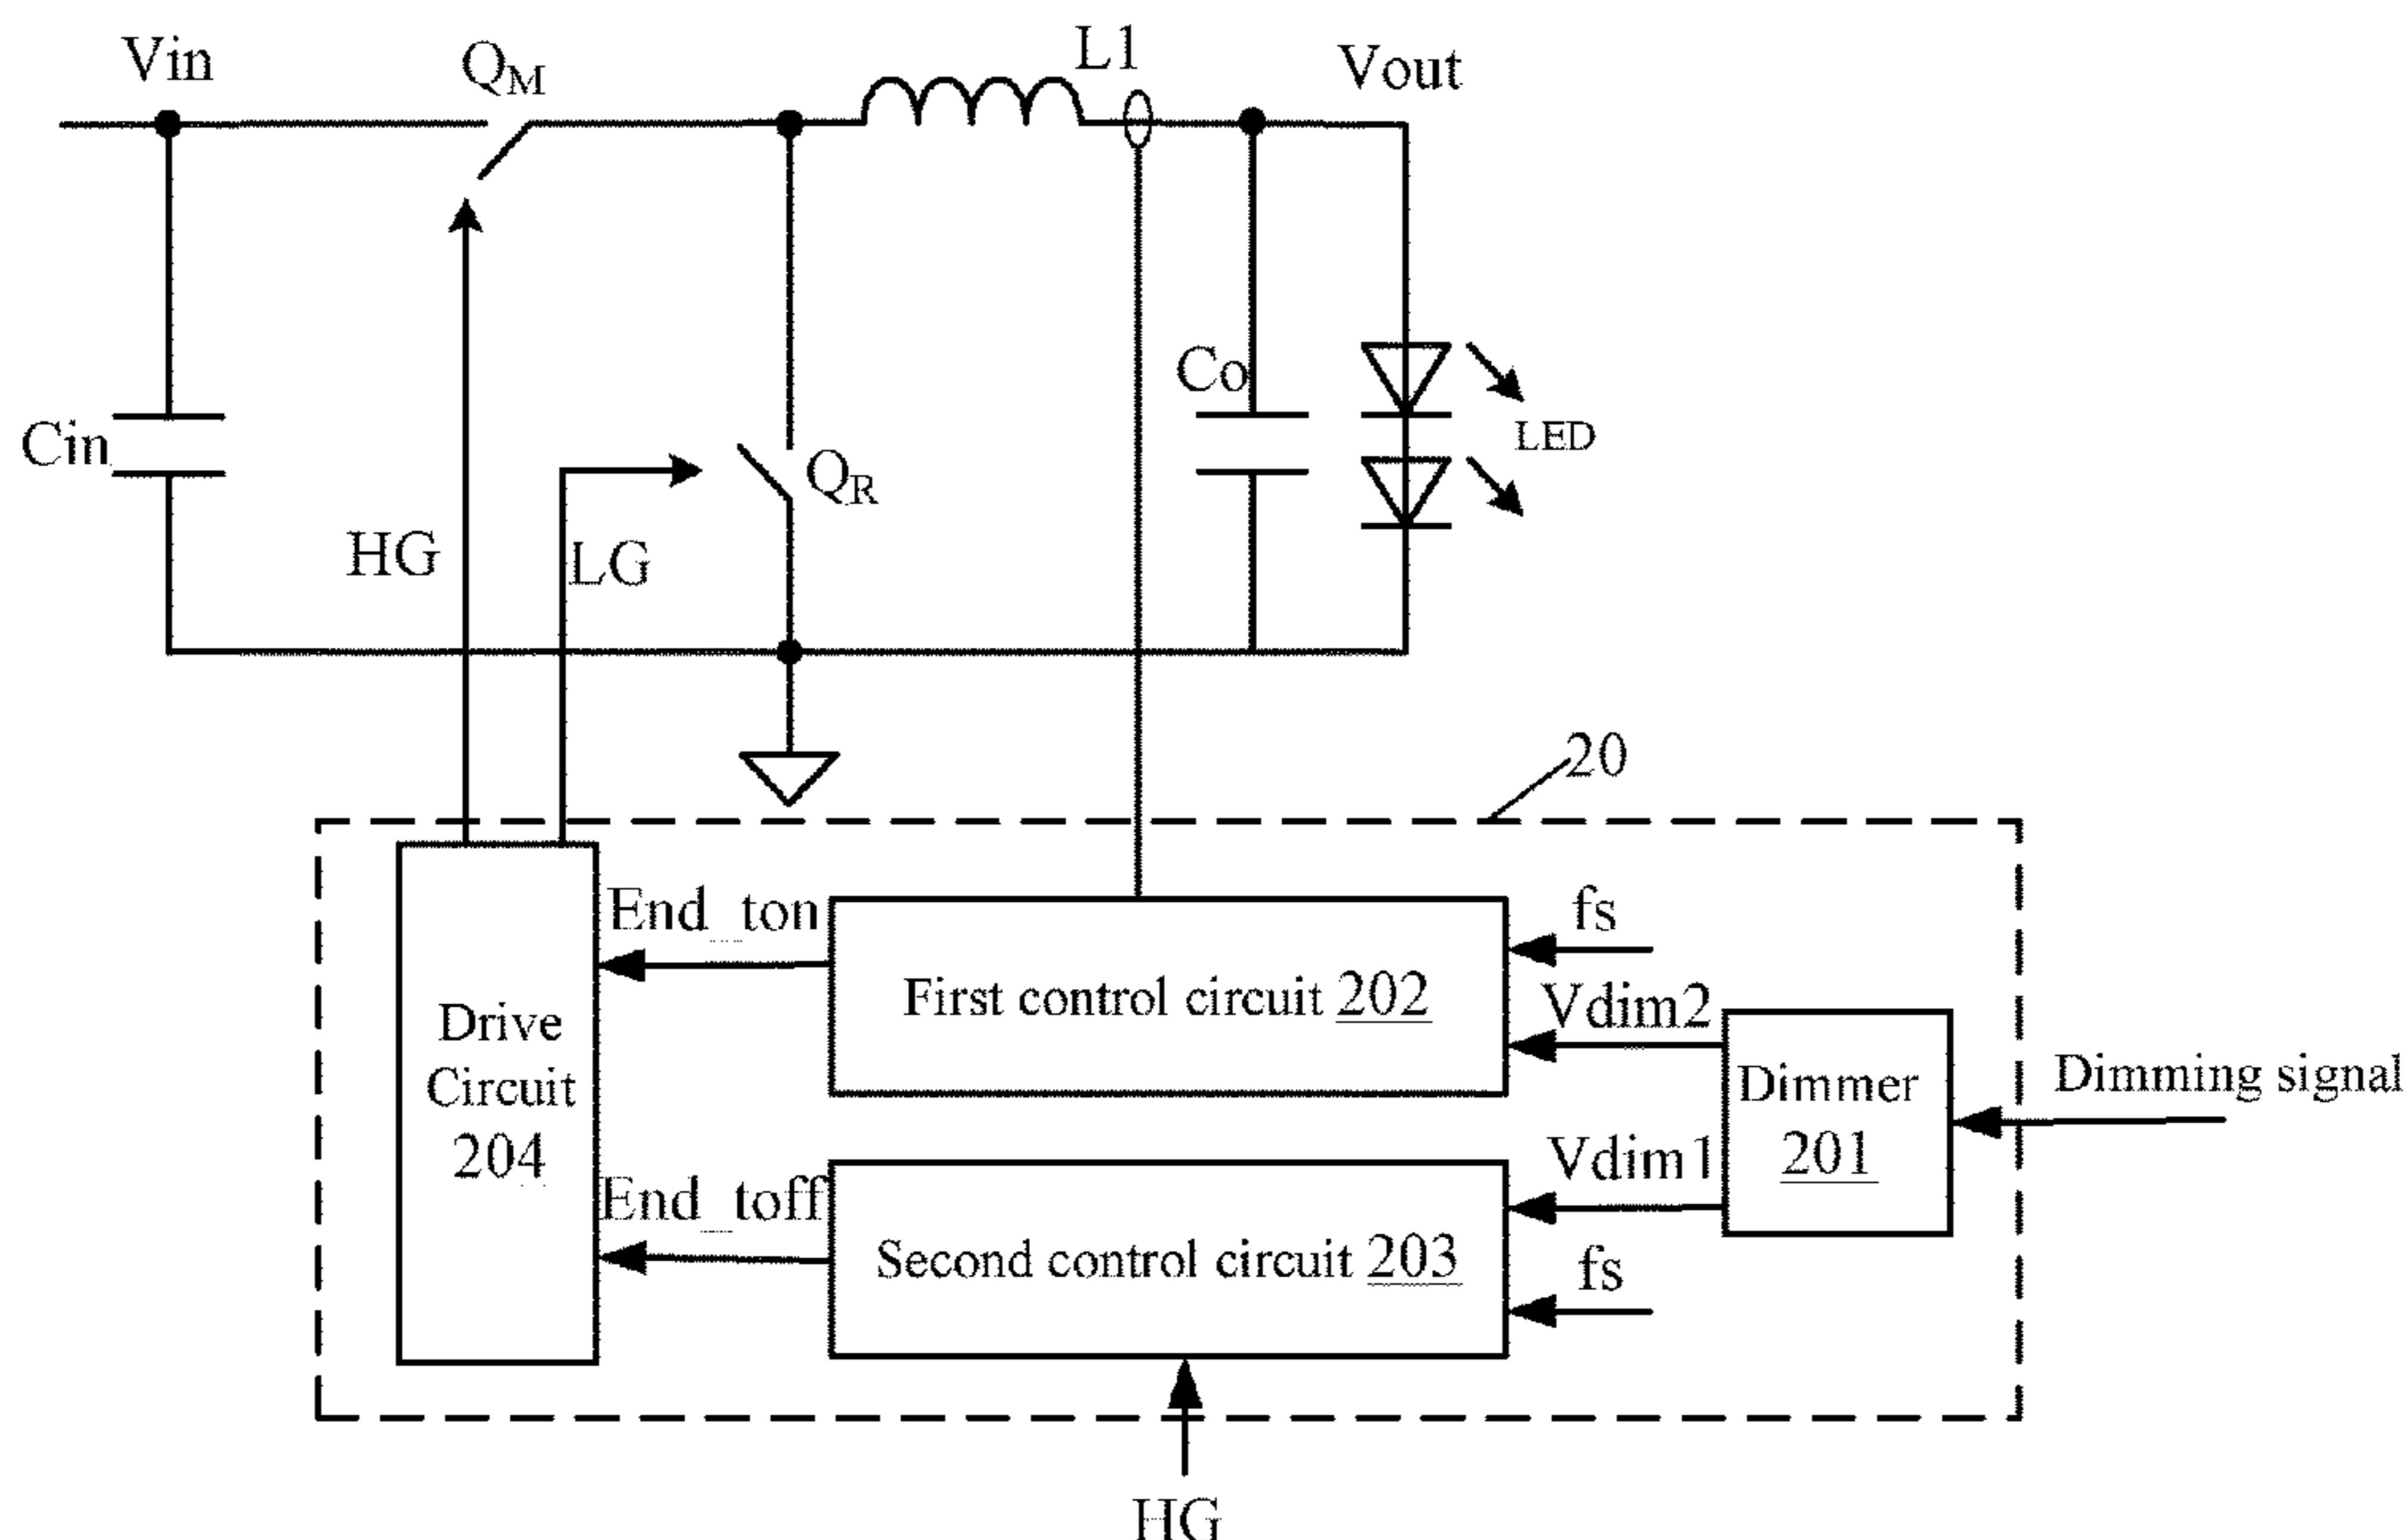 Vin
QM
L1
Vout
Cin
HG
LG
QR
Co
LED
20
End_ton
First control circuit 202
fs
Vdim2
Drive
Circuit
204
Dimmer
201
Dimming signal
End_toff
Second control circuit 203
Vdim1
fs
HG